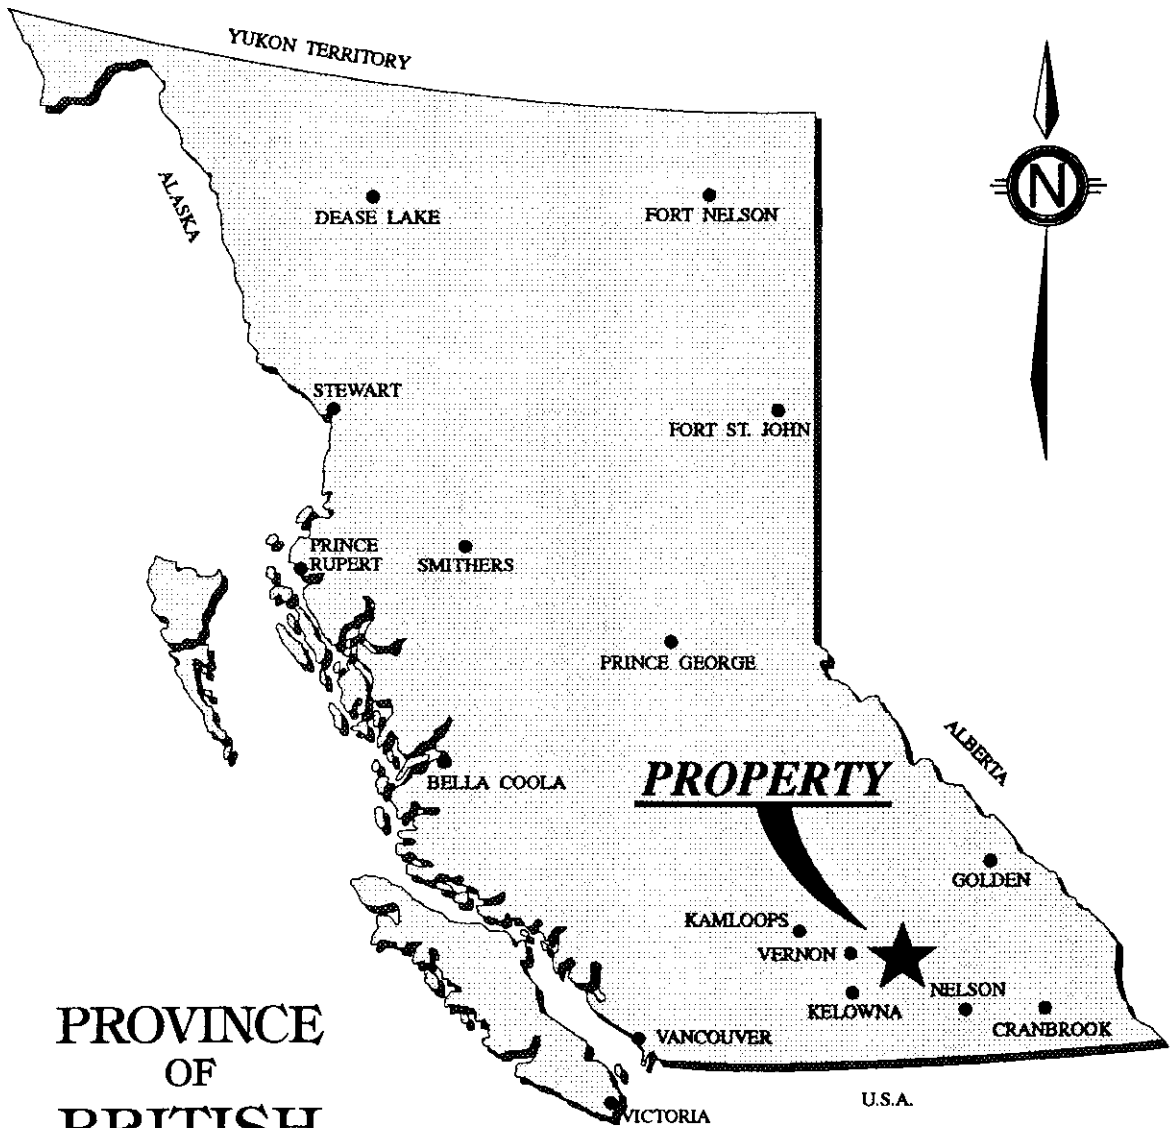 YUKON TERRITORY
N
ALASKA
DEASE LAKE
FORT NELSON
STEWART
FORT ST. JOHN
PRINCE
RUPERT
SMITHERS
PRINCE GEORGE
ALBERTA
BELLA COOLA
PROPERTY
GOLDEN
KAMLOOPS
VERNON
NELSON
KELOWNA
CRANBROOK
VANCOUVER
PROVINCE
OF
BRITISH
U.S.A.
VICTORIA